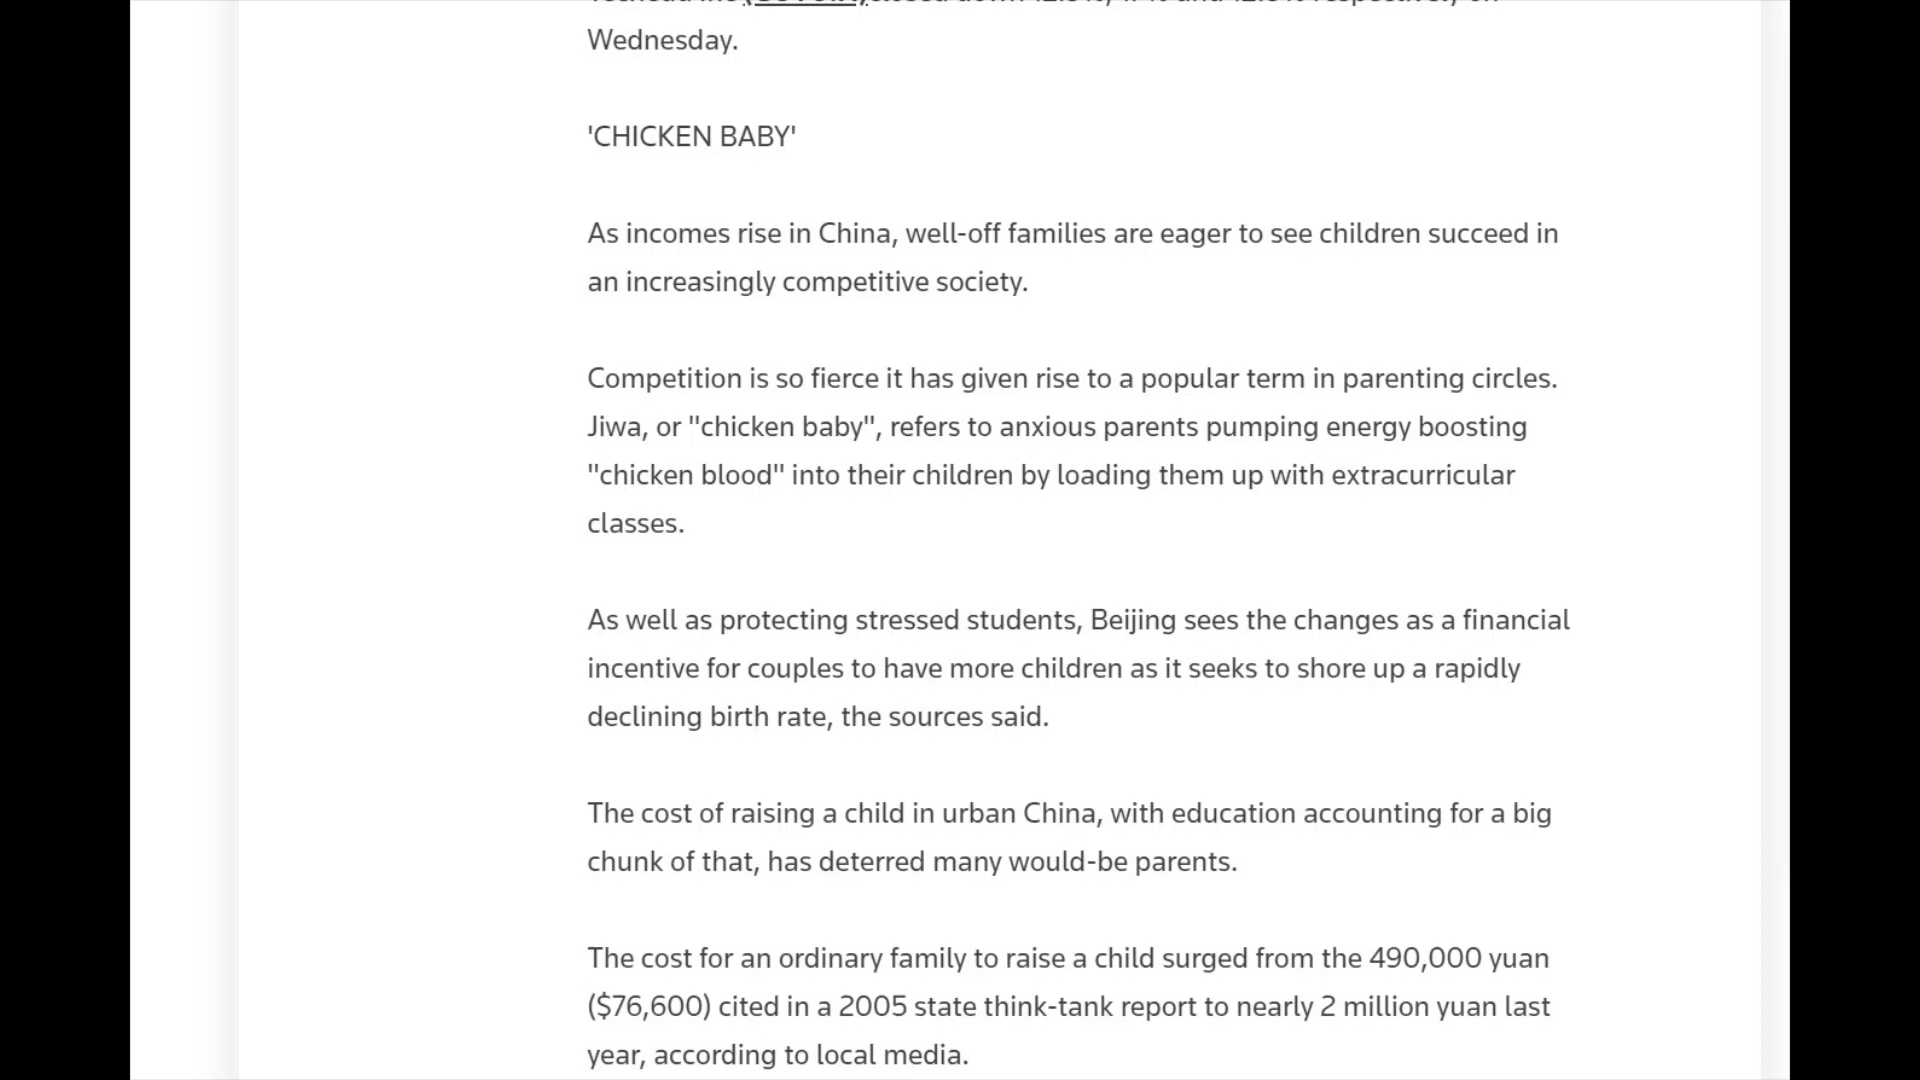 Wednesday.
'CHICKEN BABY'
As incomes rise in China, well-off families are eager to see children succeed in
an increasingly competitive society.
Competition is so fierce it has given rise to a popular term in parenting circles.
Jiwa, or "chicken baby", refers to anxious parents pumping energy boosting
"chicken blood" into their children by loading them up with extracurricular
classes.
As well as protecting stressed students, Beijing sees the changes as a financial
incentive for couples to have more children as it seeks to shore up a rapidly
declining birth rate, the sources said.
The cost of raising a child in urban China, with education accounting for a big
chunk of that, has deterred many would-be parents.
The cost for an ordinary family to raise a child surged from the 490,000 yuan
($76,600) cited in a 2005 state think-tank report to nearly 2 million yuan last
year, according to local media.